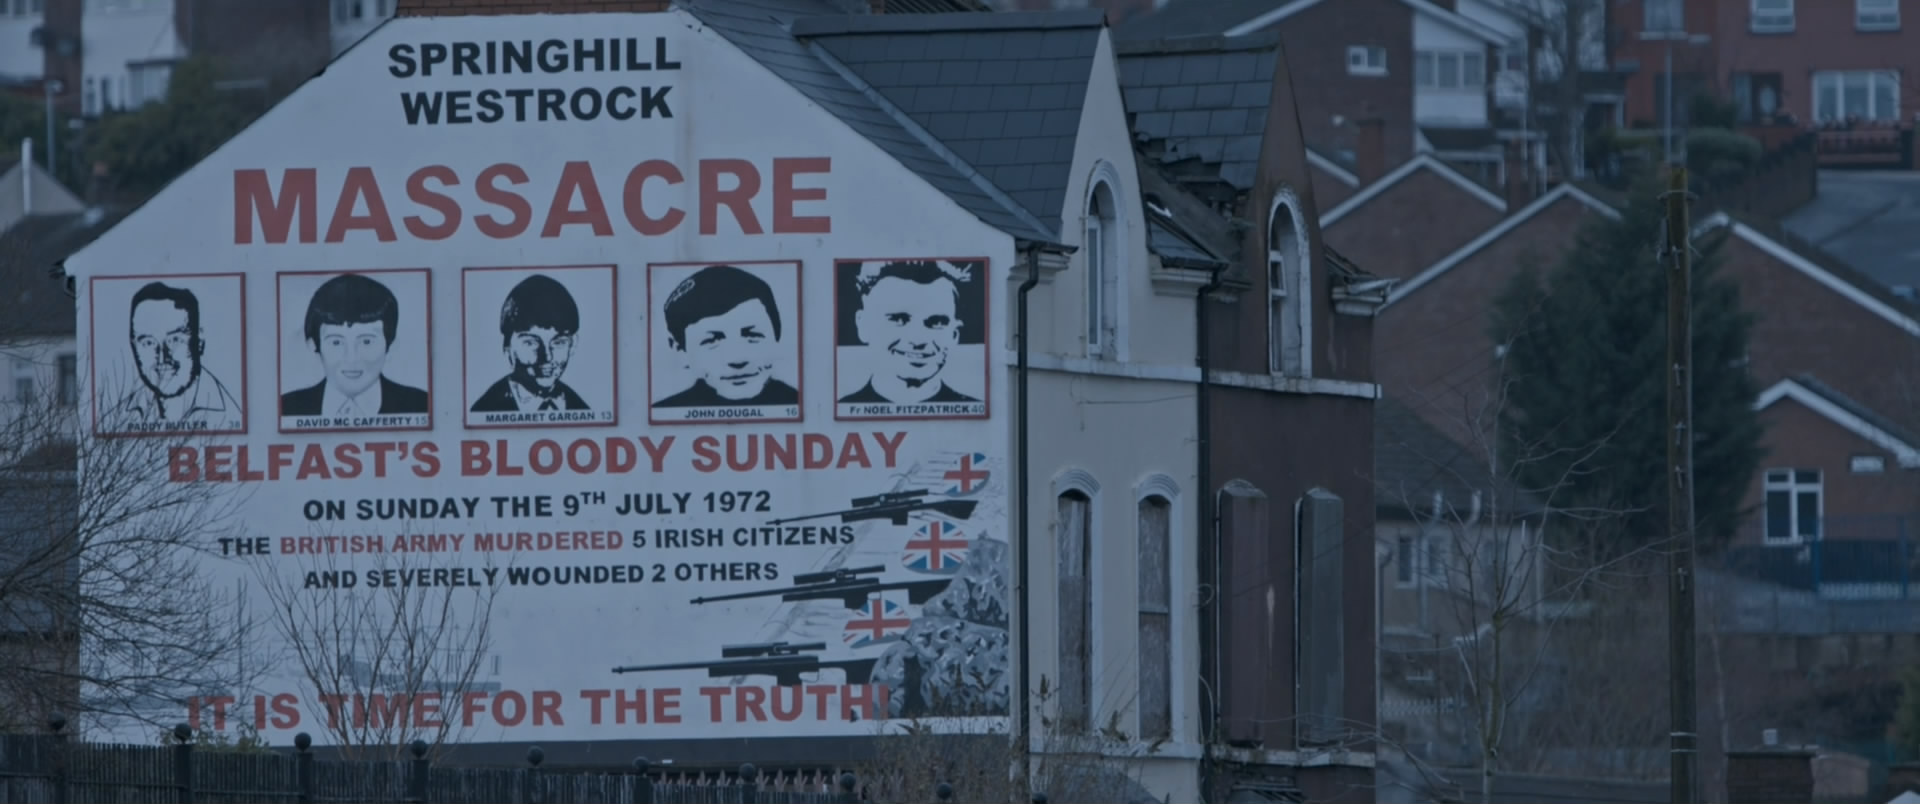 SPRINGHILL
WESTROCK
MASSACRE
PADDY BUTLER 38
DAVID MC CAFFERTY 15
MARGARET GARGAN 13
JOHN DOUGAL 16
Fr NOEL FITZPATRICK 40
BELFAST'S BLOODY SUNDAY
ON SUNDAY THE 9TH JULY 1972
THE BRITISH ARMY MURDERED 5 IRISH CITIZENS
AND SEVERELY WOUNDED 2 OTHERS
IT IS TIME FOR THE TRUTH!